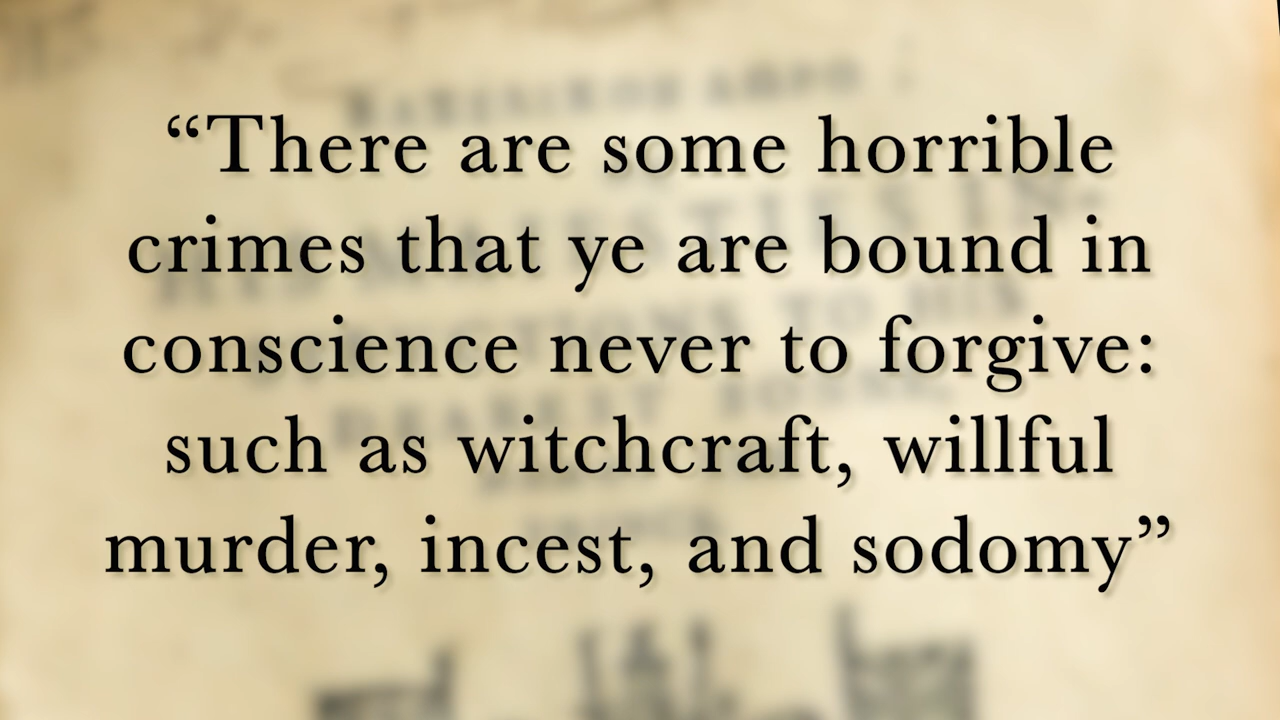 “There are some horrible
crimes that ye are bound in
conscience never to forgive:
such as witchcraft, willful
murder, incest, and sodomy”